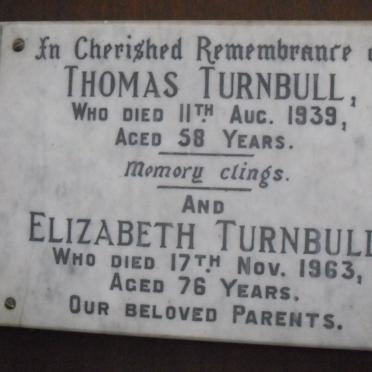 In Cherished Remembrance o
THOMAS TURNBULL,
WHO DIED 11TH AUG. 1939,
AGED 58 YEARS.
Memory clings.
AND
ELIZABETH TURNBULL
WHO DIED 17TH NOV. 1963,
AGED 76 YEARS.
OUR BELOVED PARENTS.